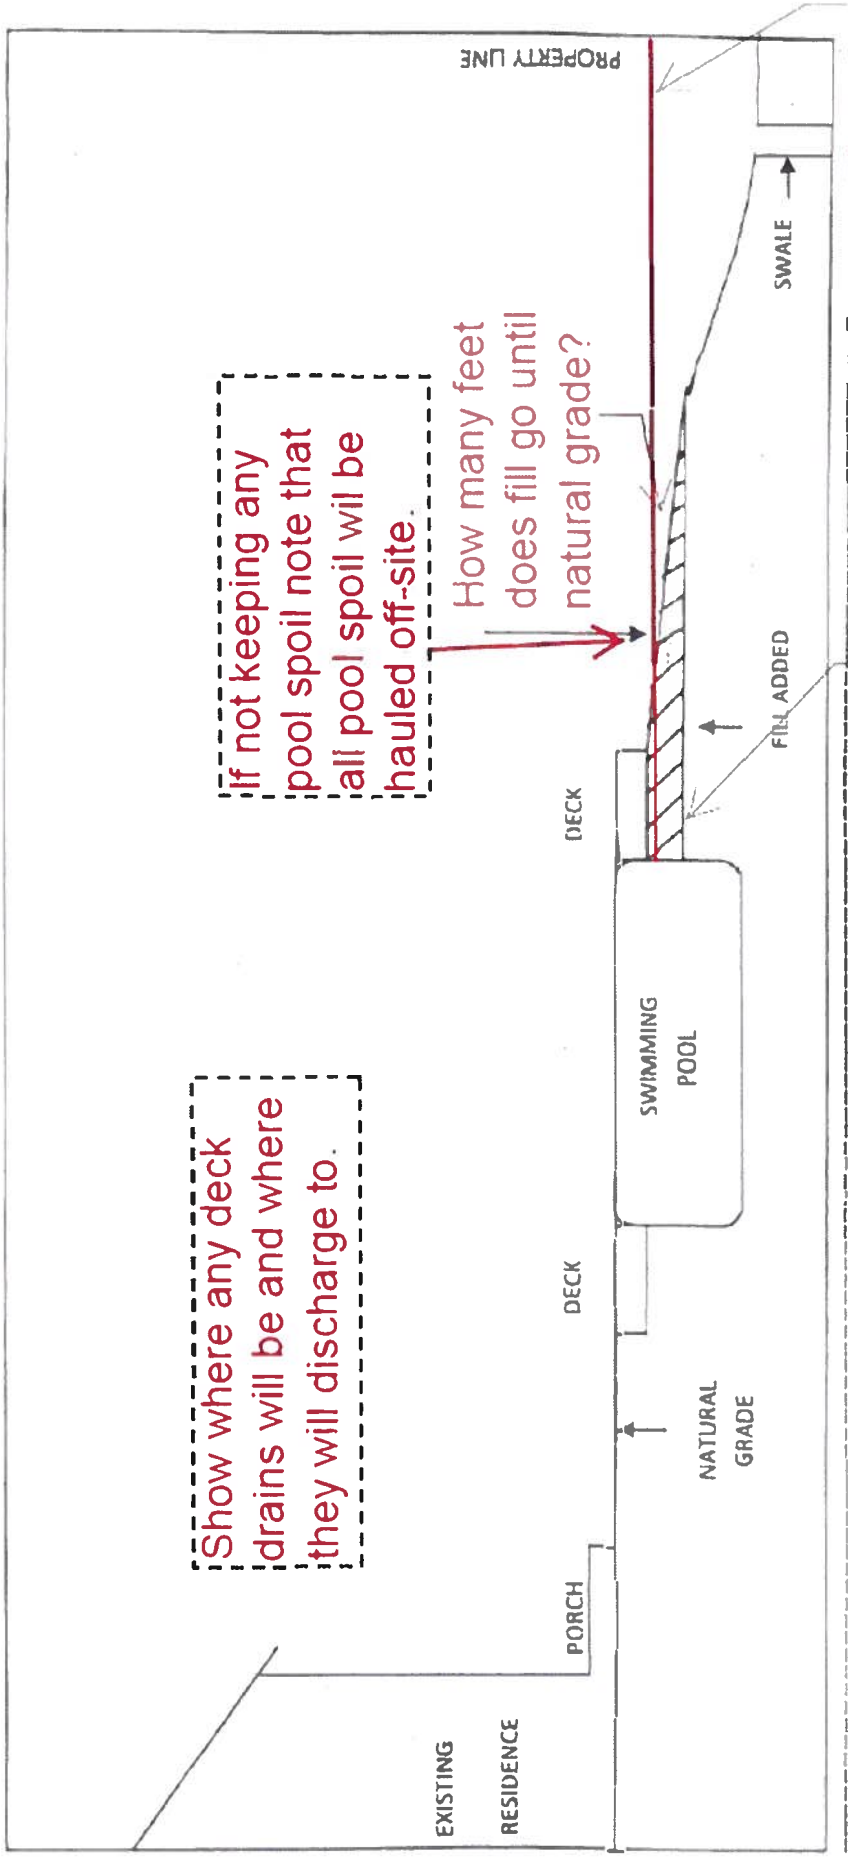 Show where any deck
drains will be and where
they will discharge to.
If not keeping any
pool spoil note that
all pool spoil wil be
hauled off-site.
How many feet
does fill go until
natural grade?
PROPERTY LINE
EXISTING
RESIDENCE
PORCH
NATURAL
GRADE
DECK
SWIMMING
POOL
DECK
FILL ADDED
SWALE